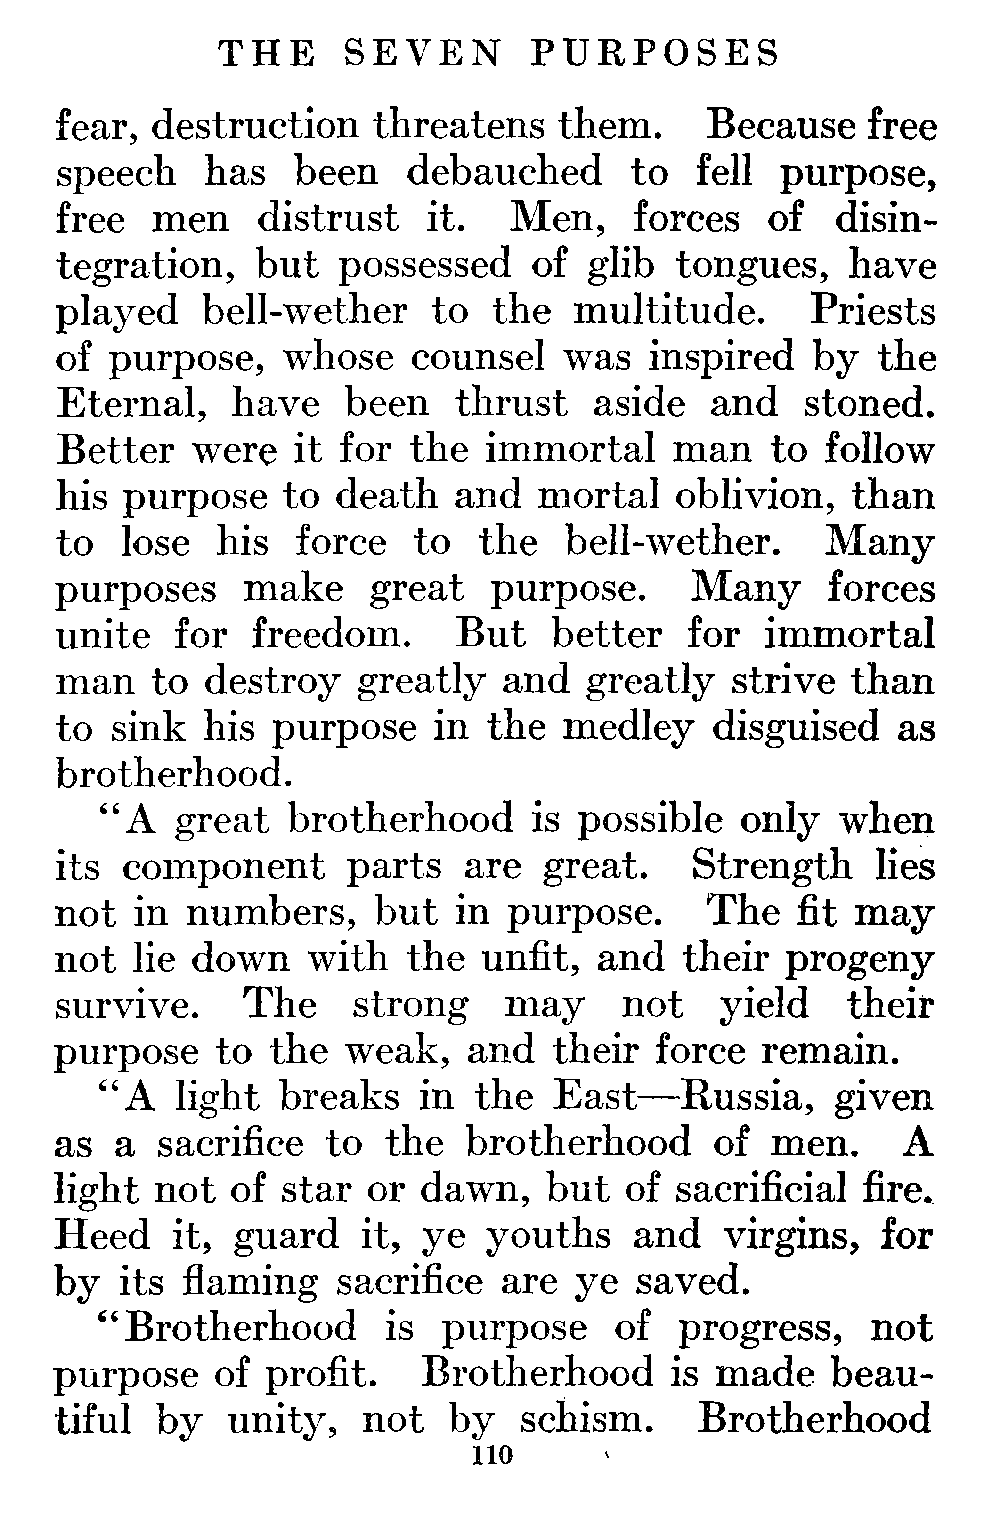 THE SEVEN PURPOSES
fear, destruction threatens them. Because free
speech has been debauched to fell purpose,
free men distrust it. Men, forces of disin-
tegration, but possessed of glib tongues, have
played bell-wether to the multitude. Priests
of purpose, whose counsel was inspired by the
Eternal, have been thrust aside and stoned.
Better were it for the immortal man to follow
his purpose to death and mortal oblivion, than
to lose his force to the bell-wether. Many
purposes make great purpose. Many forces
unite for freedom. But better for immortal
man to destroy greatly and greatly strive than
to sink his purpose in the medley disguised as
brotherhood.
“A great brotherhood is possible only when
its component parts are great. Strength lies
not in numbers, but in purpose. The fit may
not lie down with the unfit, and their progeny
survive. The strong may not yield their
purpose to the weak, and their force remain.
“A light breaks in the East—Russia, given
as a sacrifice to the brotherhood of men. A
light not of star or dawn, but of sacrificial fire.
Heed it, guard it, ye youths and virgins, for
by its flaming sacrifice are ye saved.
“Brotherhood is purpose of progress, not
purpose of profit. Brotherhood is made beau-
tiful by unity, not by schism. Brotherhood
110